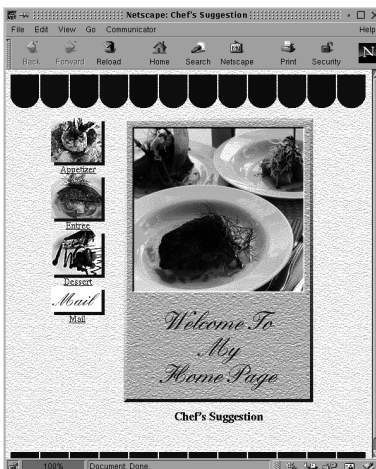 Netscape: Chef's Suggestion
File Edit View Go Communicator Help
Back Forward Reload Home Search Netscape Print Security
N
Appetizer
Entree
Dessert
Mail
Mail
Welcome To
My
Home Page
Chef's Suggestion
100% Document: Done.